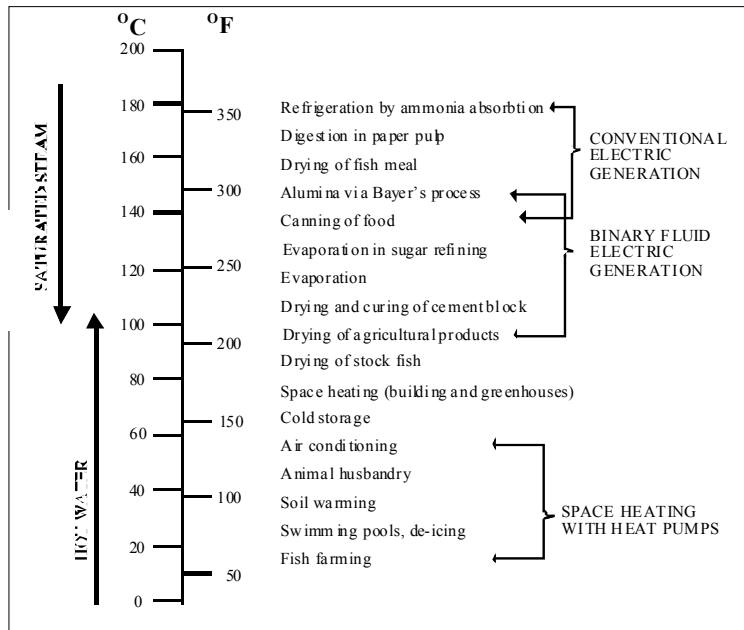 °C °F
200
180
350
160
300
140
120
250
100
200
80
150
60
40
100
20
50
0
SATURATED STEAM
HOT WATER
Refrigeration by ammonia absorbtion
Digestion in paper pulp
Drying of fish meal
Alumina via Bayer's process
Canning of food
Evaporation in sugar refining
Evaporation
Drying and curing of cement block
Drying of agricultural products
Drying of stock fish
Space heating (building and greenhouses)
Cold storage
Air conditioning
Animal husbandry
Soil warming
Swimming pools, de-icing
Fish farming
CONVENTIONAL
ELECTRIC
GENERATION
BINARY FLUID
ELECTRIC
GENERATION
SPACE HEATING
WITH HEAT PUMPS